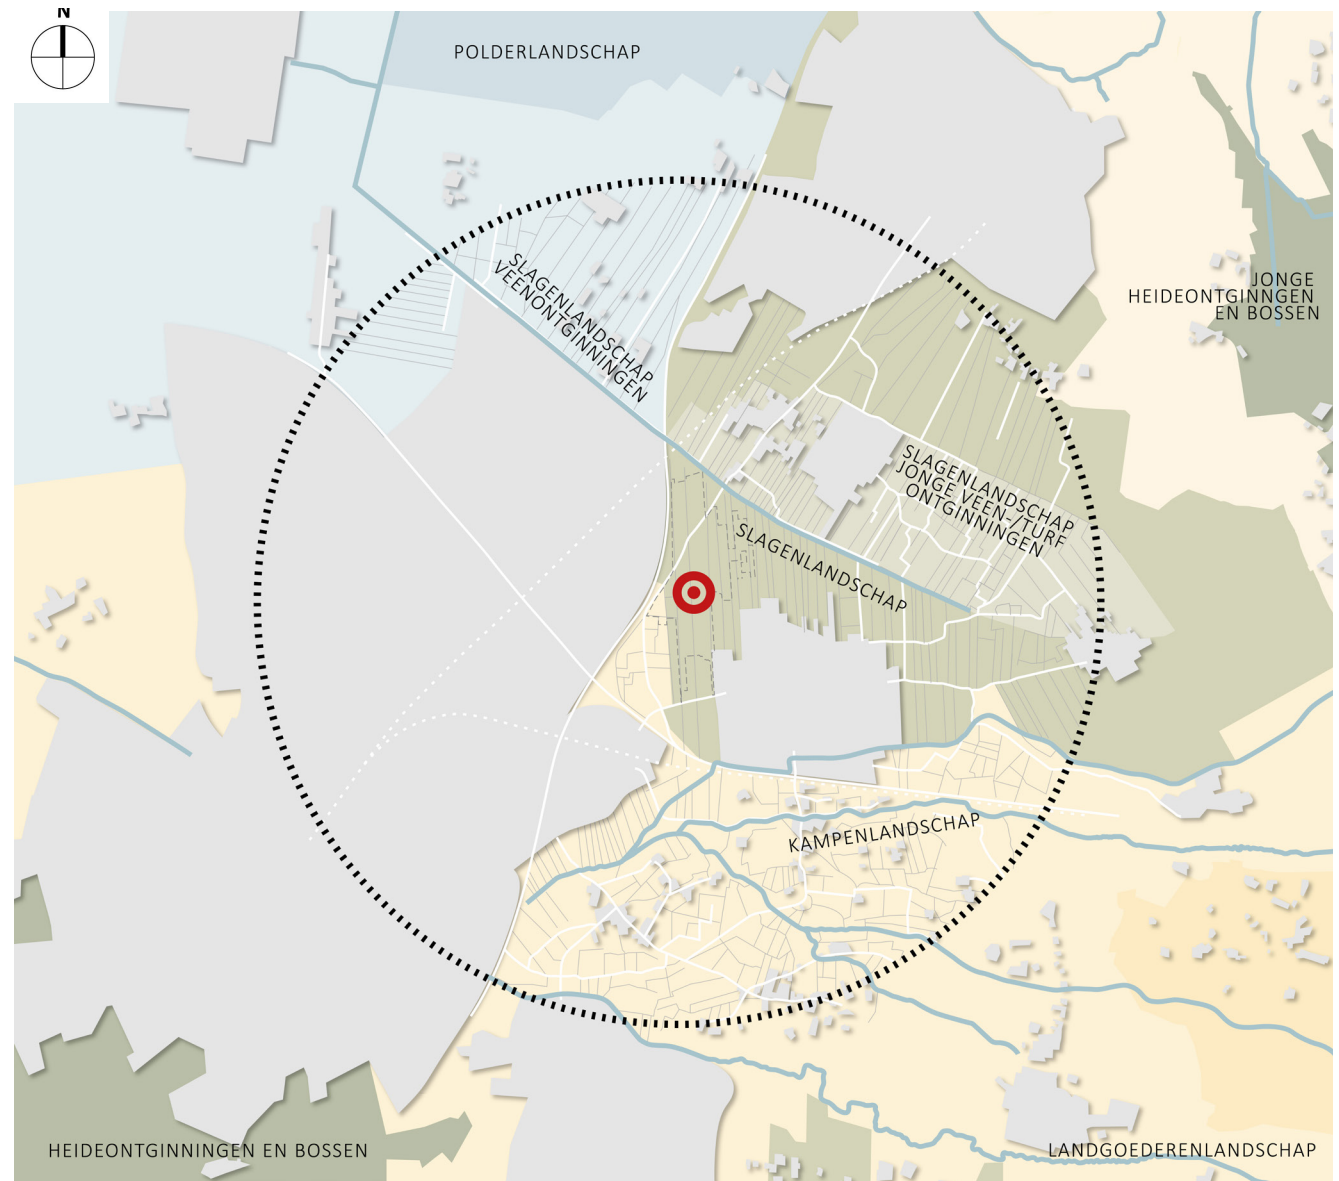 N
POLDERLANDSCHAP
SLAGENLANDSCHAP
VEENONTGINNINGEN
JONGE
HEIDEONTGINNGEN
EN BOSSEN
SLAGENLANDSCHAP
JONGE VEEN-/TURF
ONTGINNINGEN
SLAGENLANDSCHAP
KAMPENLANDSCHAP
HEIDEONTGINNINGEN EN BOSSEN
LANDGOEDERENLANDSCHAP